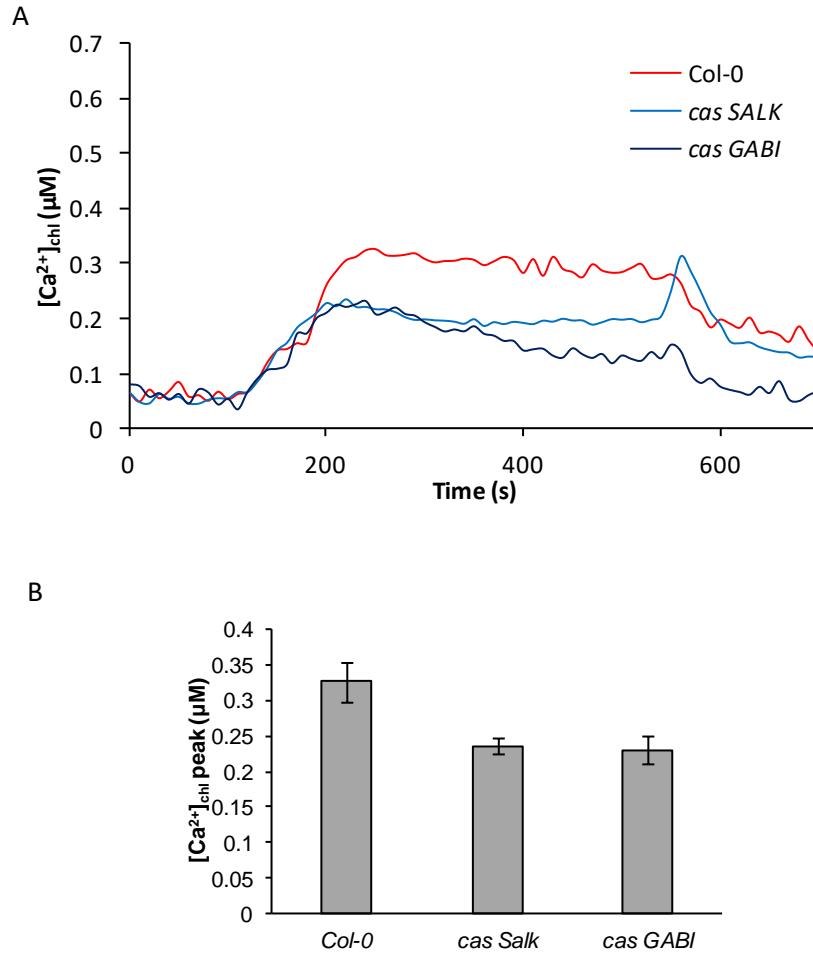 A
0.7
0.6
0.5
0.4
0.3
0.2
0.1
0
[Ca²⁺]chl (µM)
Col-0
cas SALK
cas GABI
0 200 400 600
Time (s)
B
0.4
0.35
0.3
0.25
0.2
0.15
0.1
0.05
0
[Ca²⁺]chl peak (µM)
Col-0 cas Salk cas GABI